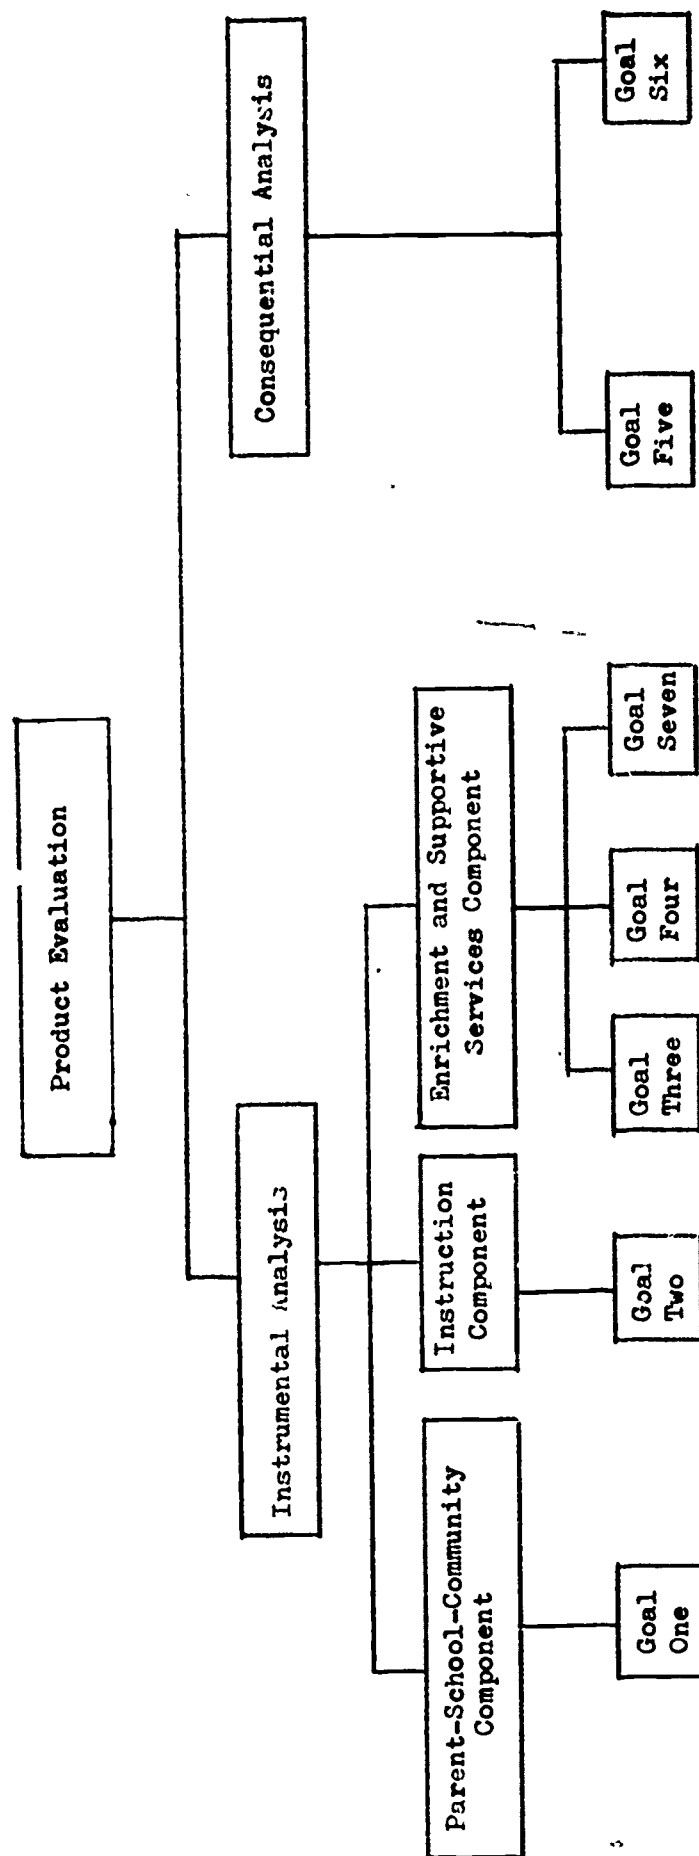 Product Evaluation
Instrumental Analysis
Consequential Analysis
Parent-School-Community
Component
Instruction
Component
Enrichment and Supportive
Services Component
Goal
One
Goal
Two
Goal
Three
Goal
Four
Goal
Seven
Goal
Five
Goal
Six